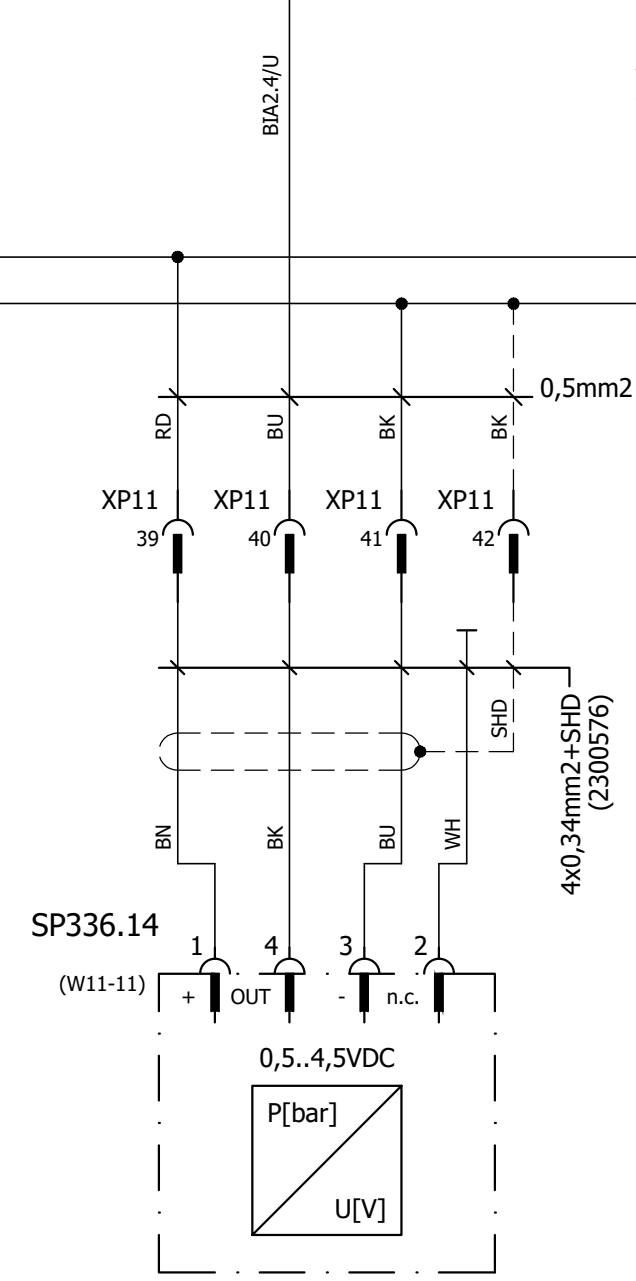 BIA2.4/U
0,5mm2
RD
BU
BK
BK
XP11
XP11
XP11
XP11
39
40
41
42
SHD
4x0,34mm2+SHD
(2300576)
BN
BK
BU
WH
SP336.14
1
4
3
2
(W11-11)
+
OUT
-
n.c.
0,5..4,5VDC
P[bar]
U[V]